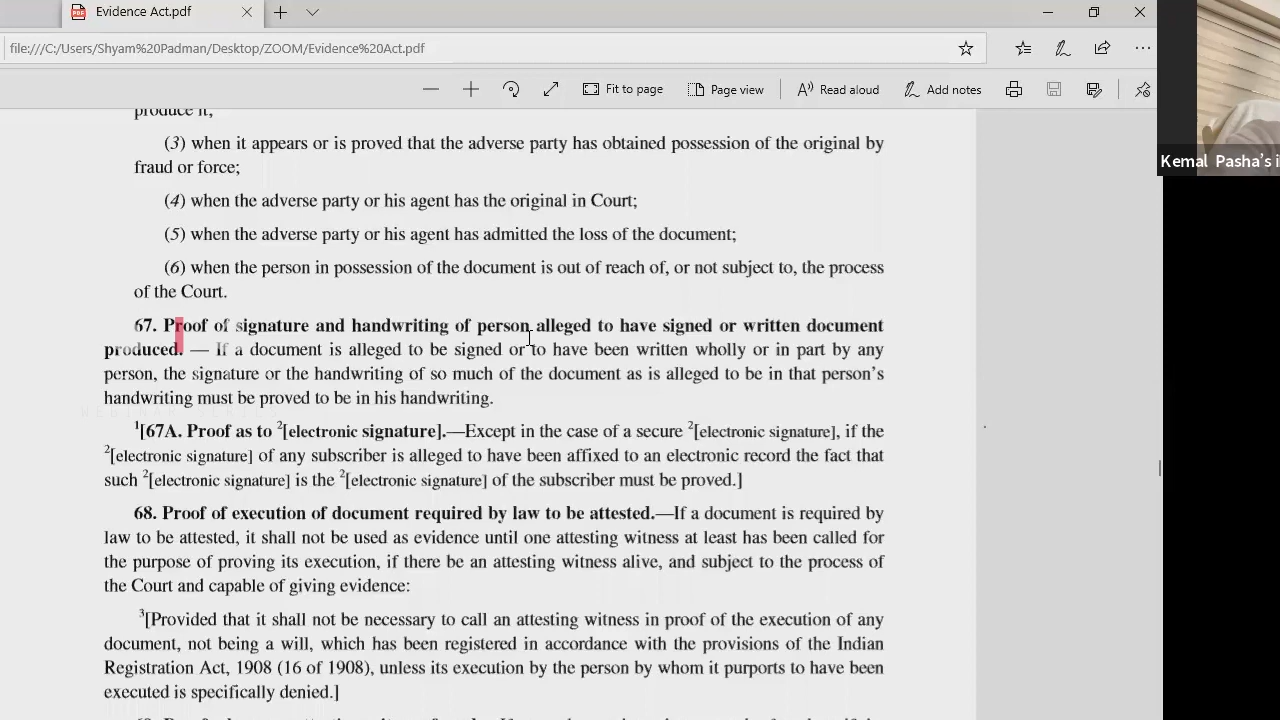 Evidence Act.pdf
file:///C:/Users/Shyam%20Padman/Desktop/ZOOM/Evidence%20Act.pdf
Fit to page
Page view
Read aloud
Add notes
produce it;
(3) when it appears or is proved that the adverse party has obtained possession of the original by
fraud or force;
(4) when the adverse party or his agent has the original in Court;
(5) when the adverse party or his agent has admitted the loss of the document;
(6) when the person in possession of the document is out of reach of, or not subject to, the process
of the Court.
67. Proof of signature and handwriting of person alleged to have signed or written document
produced. — If a document is alleged to be signed or to have been written wholly or in part by any
person, the signature or the handwriting of so much of the document as is alleged to be in that person's
handwriting must be proved to be in his handwriting.
WEBINAR SERIES
1[67A. Proof as to 2[electronic signature].—Except in the case of a secure 2[electronic signature], if the
2[electronic signature] of any subscriber is alleged to have been affixed to an electronic record the fact that
such 2[electronic signature] is the 2[electronic signature] of the subscriber must be proved.]
68. Proof of execution of document required by law to be attested.—If a document is required by
law to be attested, it shall not be used as evidence until one attesting witness at least has been called for
the purpose of proving its execution, if there be an attesting witness alive, and subject to the process of
the Court and capable of giving evidence:
3[Provided that it shall not be necessary to call an attesting witness in proof of the execution of any
document, not being a will, which has been registered in accordance with the provisions of the Indian
Registration Act, 1908 (16 of 1908), unless its execution by the person by whom it purports to have been
executed is specifically denied.]
Kemal Pasha's i